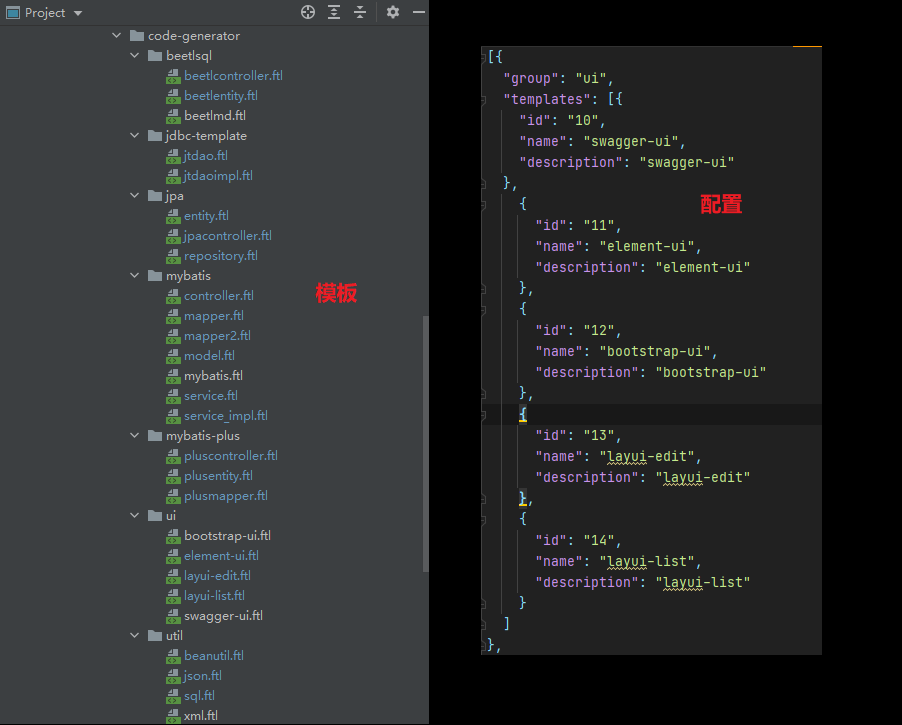 Project
code-generator
beetlsql
beetlcontroller.ftl
beetlentity.ftl
beetlmd.ftl
jdbc-template
jtdao.ftl
jtdaoimpl.ftl
jpa
entity.ftl
jpacontroller.ftl
repository.ftl
mybatis
controller.ftl
mapper.ftl
mapper2.ftl
model.ftl
mybatis.ftl
service.ftl
service_impl.ftl
mybatis-plus
pluscontroller.ftl
plusentity.ftl
plusmapper.ftl
ui
bootstrap-ui.ftl
element-ui.ftl
layui-edit.ftl
layui-list.ftl
swagger-ui.ftl
util
beanutil.ftl
json.ftl
sql.ftl
xml.ftl
模板
[{
"group": "ui",
"templates": [{
"id": "10",
"name": "swagger-ui",
"description": "swagger-ui"
},
{
"id": "11",
"name": "element-ui",
"description": "element-ui"
},
{
"id": "12",
"name": "bootstrap-ui",
"description": "bootstrap-ui"
},
{
"id": "13",
"name": "layui-edit",
"description": "layui-edit"
},
{
"id": "14",
"name": "layui-list",
"description": "layui-list"
}
]
},
配置